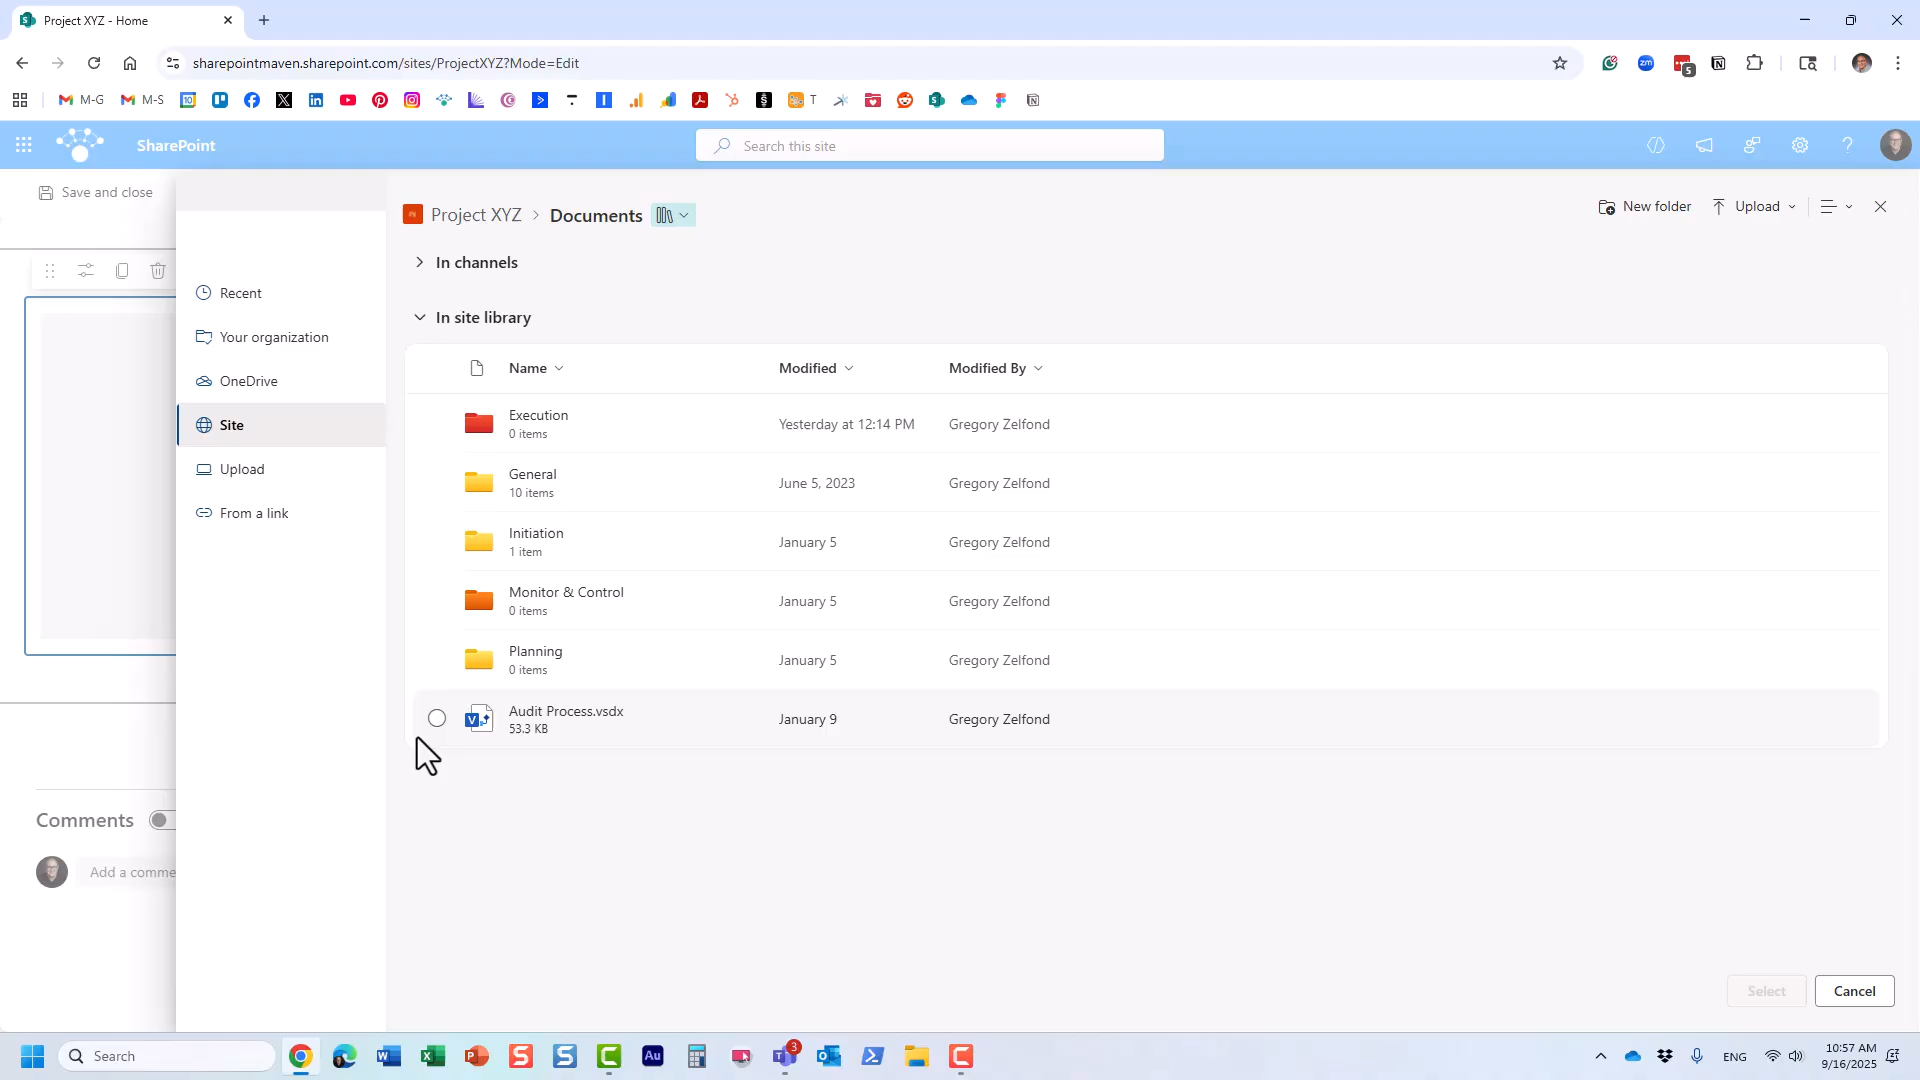 Project XYZ - Home
sharepointmaven.sharepoint.com/sites/ProjectXYZ?Mode=Edit
5
M-G
M-S
10
zm
T
SharePoint
Search this site
Save and close
Project XYZ
Documents
New folder
Upload
In channels
Recent
In site library
Your organization
Name
Modified
Modified By
OneDrive
Execution
0 items
Yesterday at 12:14 PM
Gregory Zelfond
Site
General
10 items
June 5, 2023
Gregory Zelfond
Upload
From a link
Initiation
1 item
January 5
Gregory Zelfond
Monitor & Control
0 items
January 5
Gregory Zelfond
Planning
0 items
January 5
Gregory Zelfond
Audit Process.vsdx
53.3 KB
January 9
Gregory Zelfond
Comments
Add a comme
Select
Cancel
Search
Au
3
ENG
10:57 AM
9/16/2025